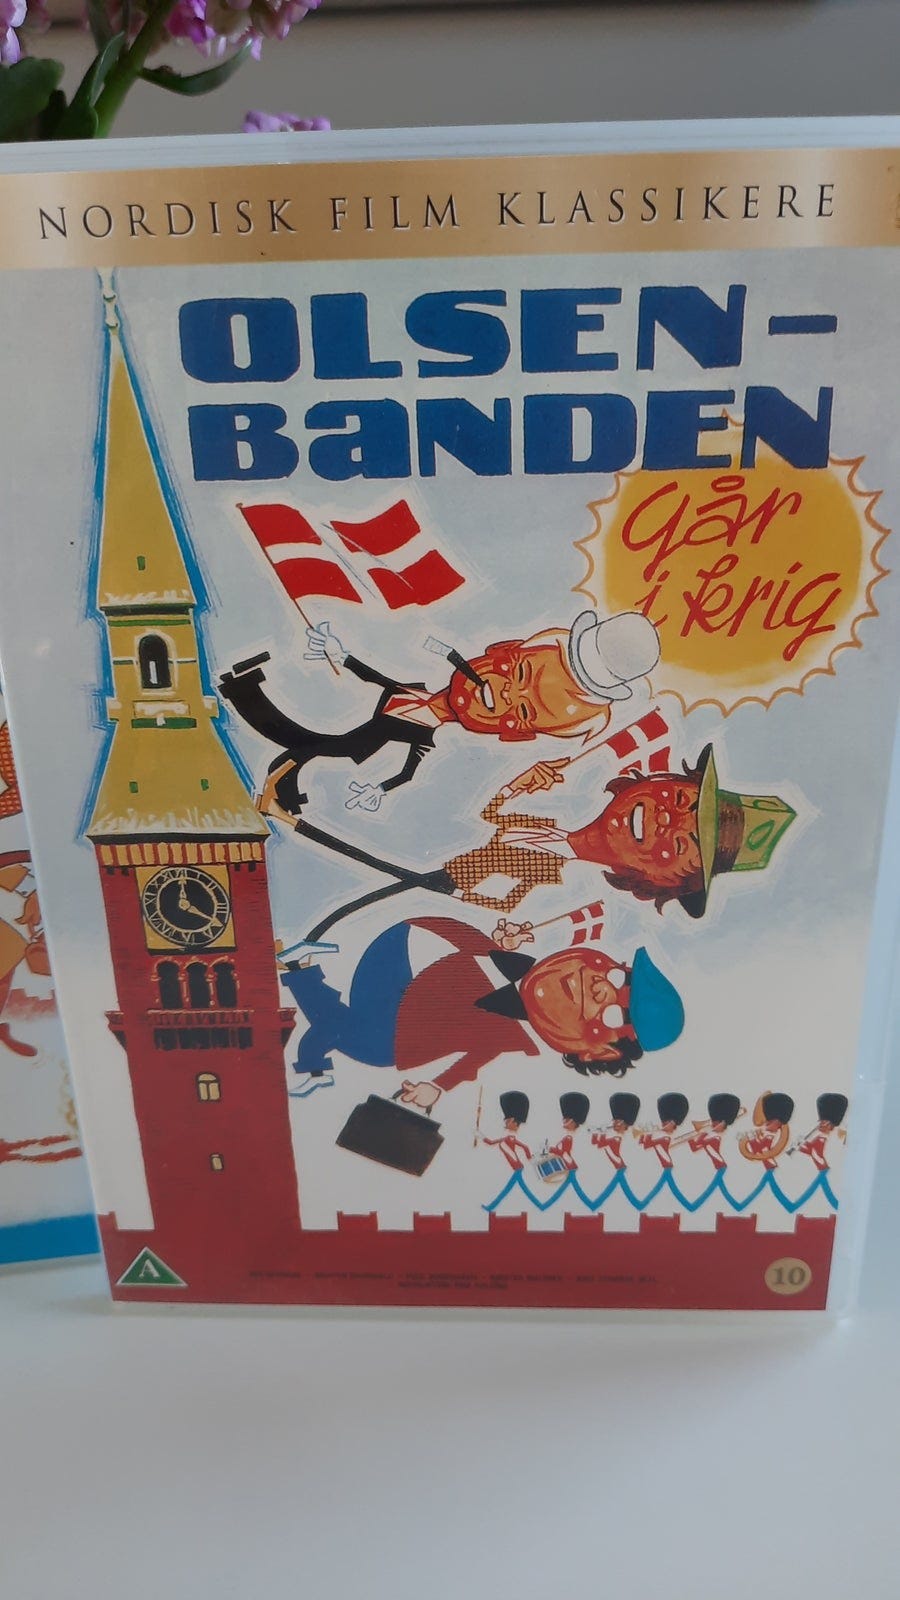 NORDISK FILM KLASSIKERE
OLSEN-
BANDEN
går
i krig
A
10